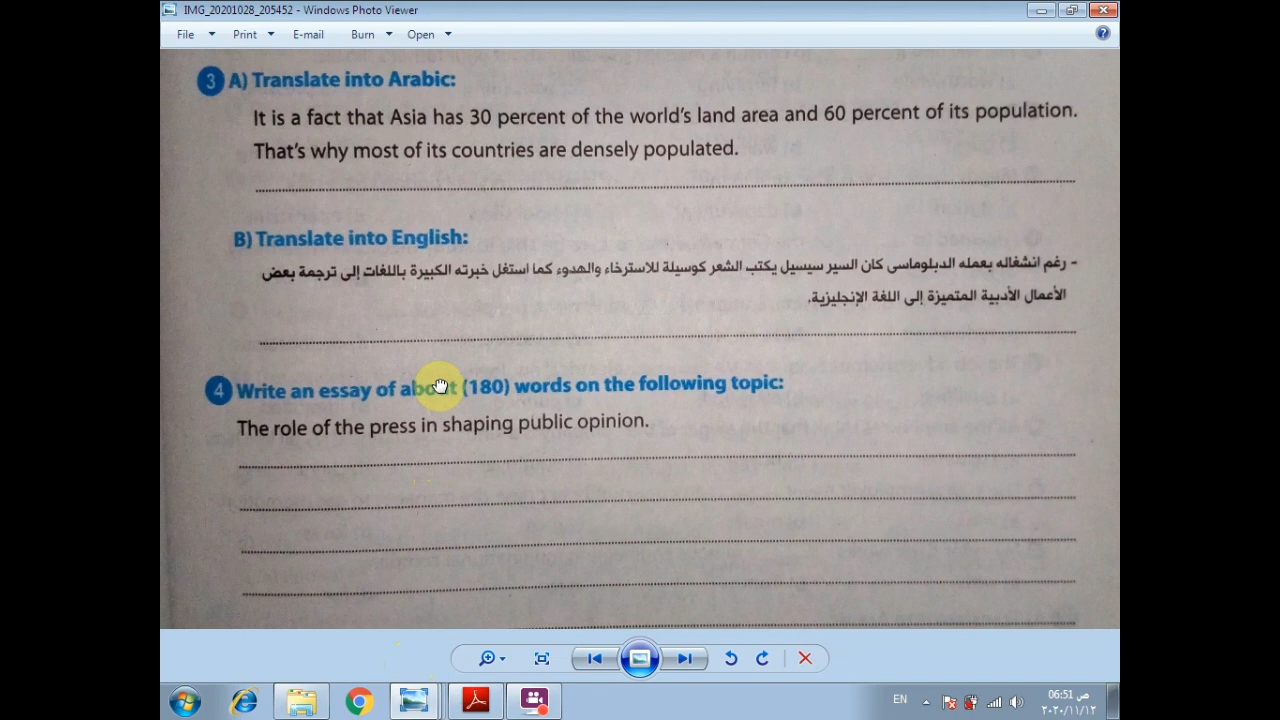 IMG_20201028_205452 - Windows Photo Viewer
File Print E-mail Burn Open
3 A) Translate into Arabic:
It is a fact that Asia has 30 percent of the world's land area and 60 percent of its population.
That's why most of its countries are densely populated.
B) Translate into English:
- رغم انشغاله بعمله الدبلوماسى كان السير سيسيل يكتب الشعر كوسيلة للاسترخاء والهدوء كما استغل خبرته الكبيرة باللغات إلى ترجمة بعض
الأعمال الأدبية المتميزة إلى اللغة الإنجليزية.
4 Write an essay of about (180) words on the following topic:
The role of the press in shaping public opinion.
EN
06:51 ص
٢٠٢٠/١١/١٢